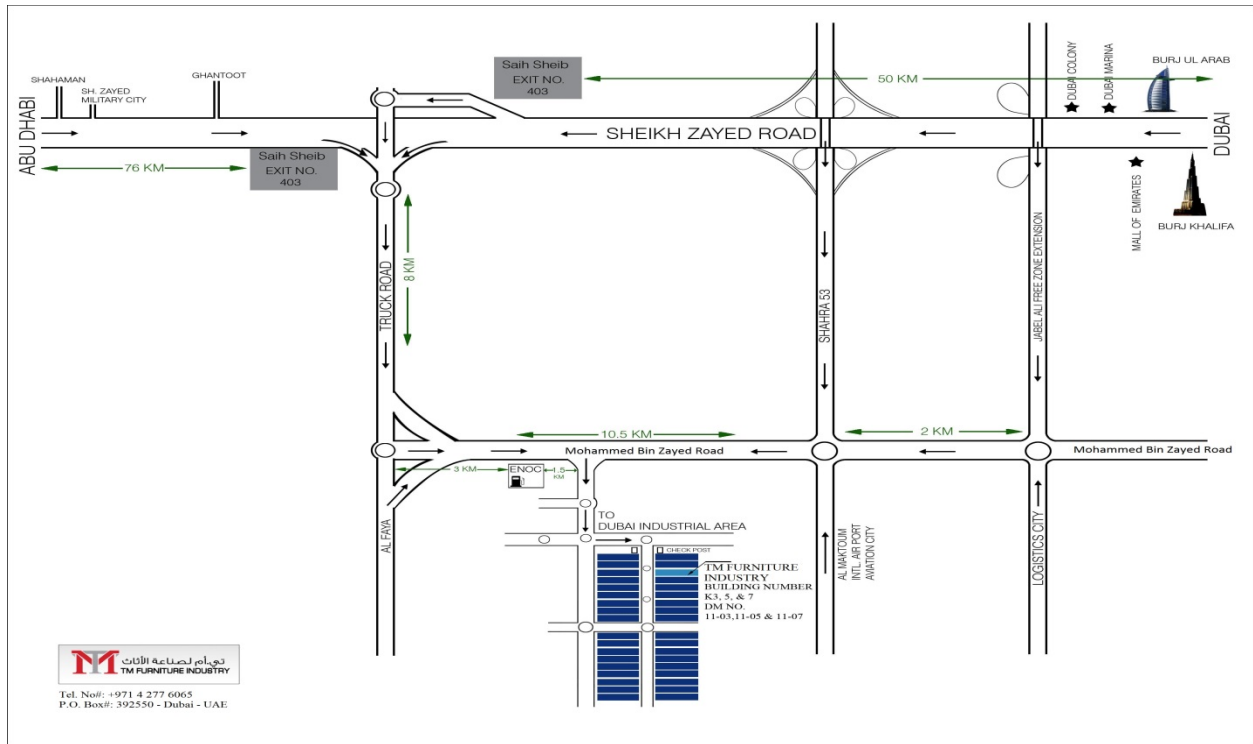 SHAHAMAN
SH. ZAYED
MILITARY CITY
GHANTOOT
Saih Sheib
EXIT NO.
403
50 KM
DUBAI COLONY
DUBAI MARINA
BURJ UL ARAB
ABU DHABI
SHEIKH ZAYED ROAD
DUBAI
76 KM
Saih Sheib
EXIT NO.
403
MALL OF EMIRATES
BURJ KHALIFA
8 KM
TRUCK ROAD
SHAHRA 53
JABEL ALI FREE ZONE EXTENSION
10.5 KM
2 KM
Mohammed Bin Zayed Road
Mohammed Bin Zayed Road
3 KM
ENOC
1.5
KM
AL FAYA
TO
DUBAI INDUSTRIAL AREA
CHECK POST
TM FURNITURE
INDUSTRY
BUILDING NUMBER
K3, 5, & 7
DM NO.
11-03,11-05 & 11-07
AL MAKTOUM
INTL. AIR PORT
AVIATION CITY
LOGISTICS CITY
تي.أم لصناعة الأثاث
TM FURNITURE INDUSTRY
Tel. No#: +971 4 277 6065
P.O. Box#: 392550 - Dubai - UAE